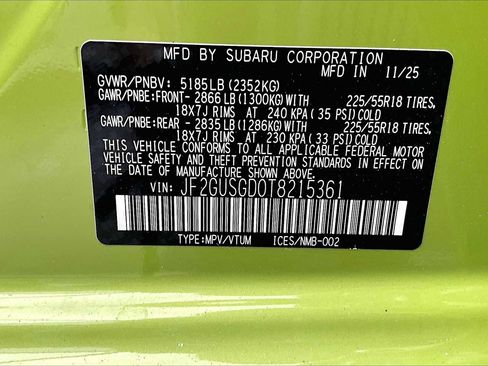 MFD BY SUBARU CORPORATION
MFD IN 11/25
GVWR/PNBV: 5185LB (2352KG)
GAWR/PNBE: FRONT- 2866 LB (1300KG) WITH 225/55R18 TIRES,
18X7J RIMS AT 240 KPA ( 35 PSI) COLD
GAWR/PNBE: REAR - 2835 LB (1286KG) WITH 225/55R18 TIRES,
18X7J RIMS AT 230 KPA ( 33 PSI) COLD
THIS VEHICLE CONFORMS TO ALL APPLICABLE FEDERAL MOTOR
VEHICLE SAFETY AND THEFT PREVENTION STANDARDS IN EFFECT ON
THE DATE OF MANUFACTURE SHOWN ABOVE.
VIN: JF2GUSGD0T8215361
TYPE: MPV/VTUM ICES/NMB-002